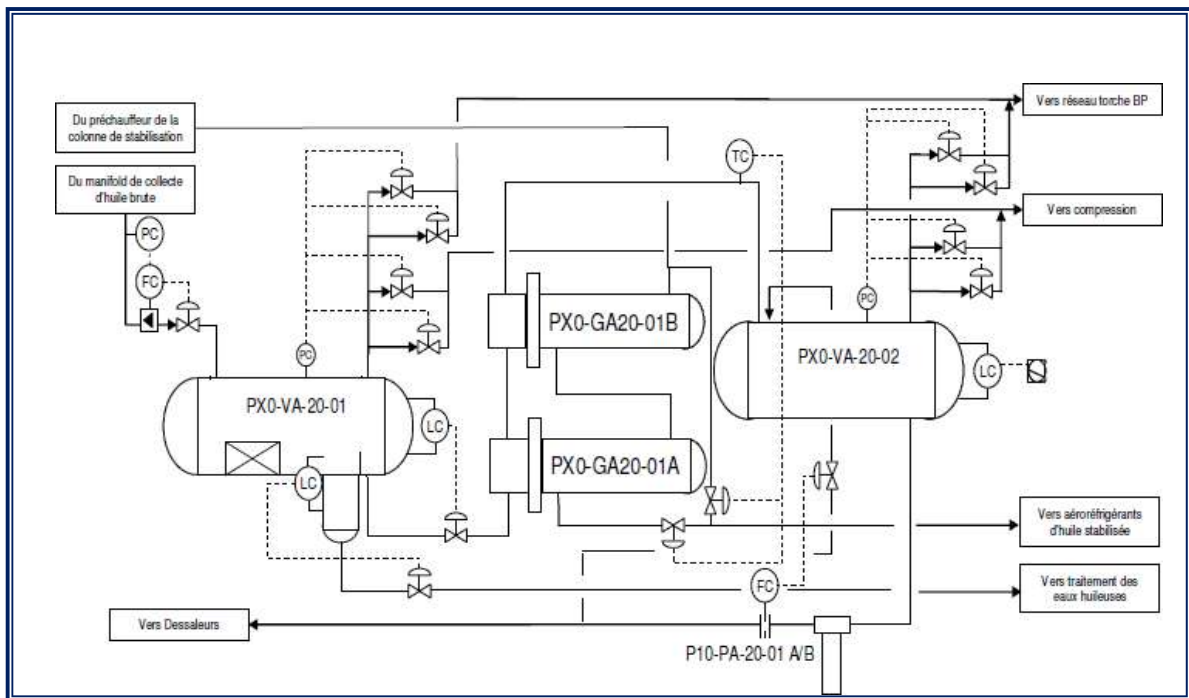 Du préchauffeur de la
colonne de stabilisation
Du manifold de collecte
d'huile brute
Vers réseau torche BP
Vers compression
PC
FC
TC
PC
PC
PX0-VA-20-01
LC
LC
PX0-GA20-01B
PX0-GA20-01A
PX0-VA-20-02
LC
Vers aéroréfrigérants
d'huile stabilisée
Vers traitement des
eaux huileuses
FC
Vers Dessaleurs
P10-PA-20-01 A/B